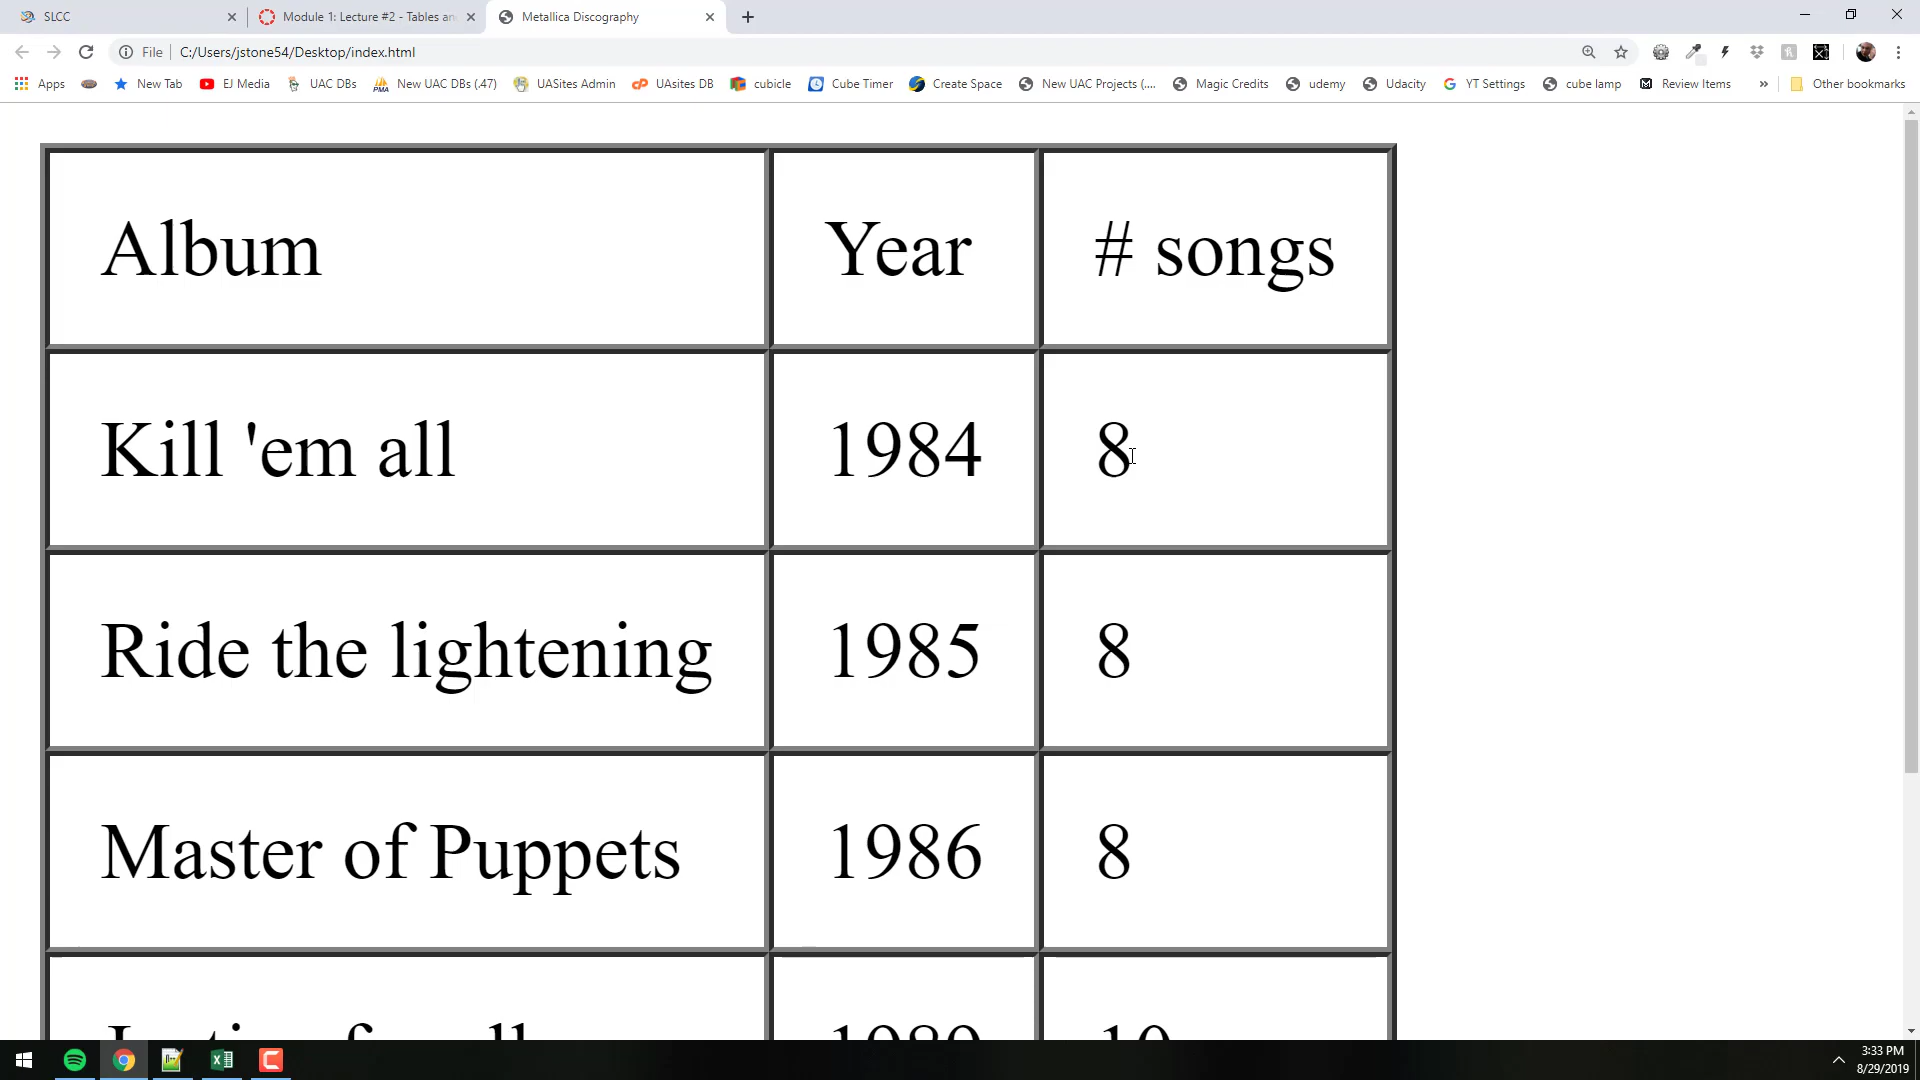 SLCC
Module 1: Lecture #2 - Tables an
Metallica Discography
File
C:/Users/jstone54/Desktop/index.html
Apps
New Tab
EJ Media
UAC DBs
New UAC DBs (.47)
UASites Admin
UAsites DB
cubicle
Cube Timer
Create Space
New UAC Projects (....
Magic Credits
udemy
Udacity
YT Settings
cube lamp
Review Items
Other bookmarks
Album Year # songs
Kill 'em all 1984 8
Ride the lightening 1985 8
Master of Puppets 1986 8
3:33 PM
8/29/2019